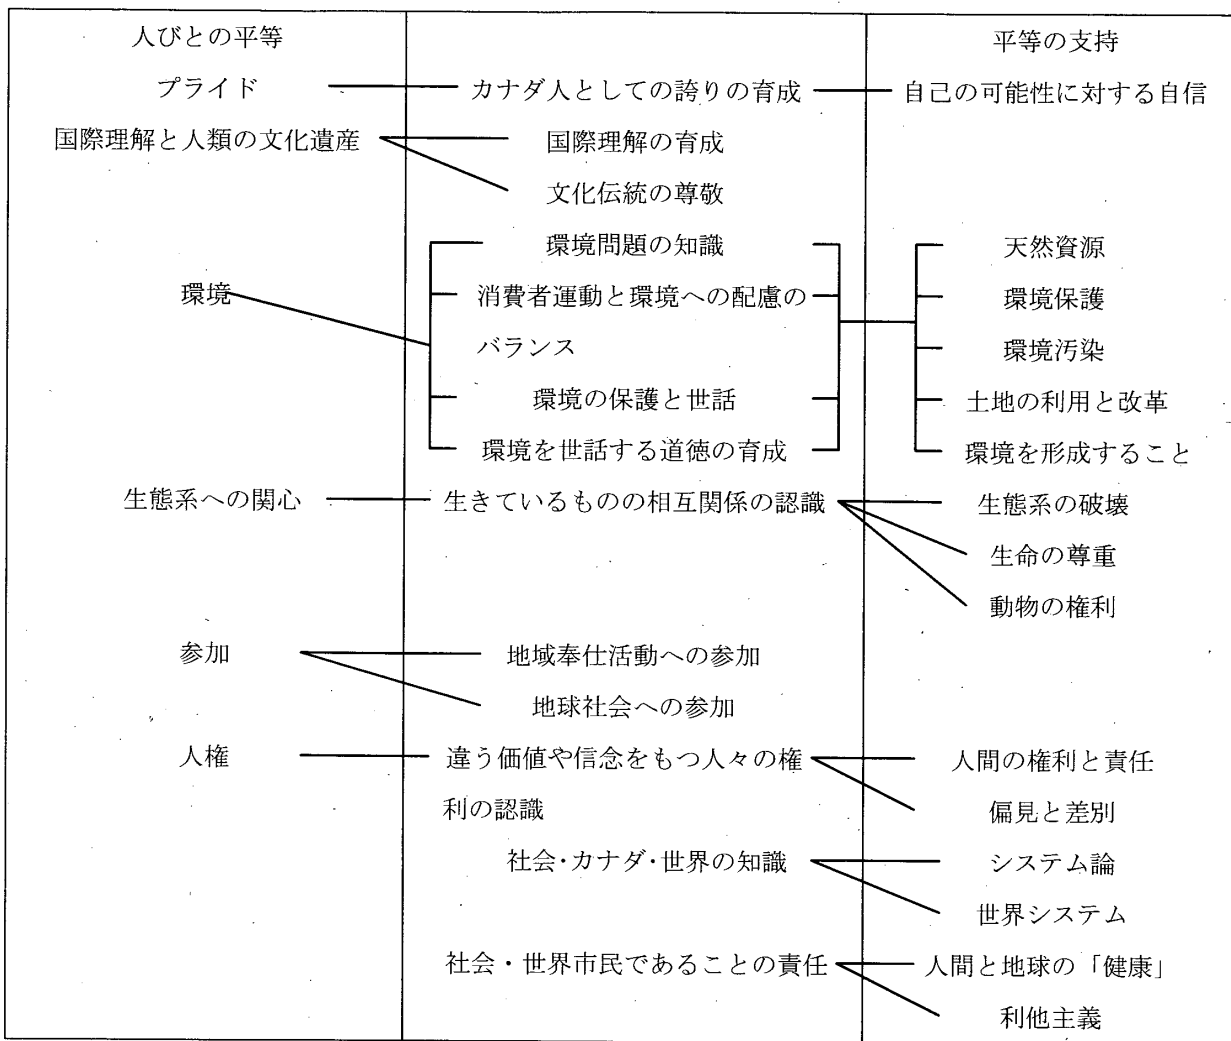 人びとの平等 平等の支持
プライド カナダ人としての誇りの育成 自己の可能性に対する自信
国際理解と人類の文化遺産 国際理解の育成
文化伝統の尊敬
環境問題の知識 天然資源
環境 消費者運動と環境への配慮の 環境保護
バランス 環境汚染
環境の保護と世話 土地の利用と改革
環境を世話する道徳の育成 環境を形成すること
生態系への関心 生きているものの相互関係の認識 生態系の破壊
生命の尊重
動物の権利
参加 地域奉仕活動への参加
地球社会への参加
人権 違う価値や信念をもつ人々の権 人間の権利と責任
利の認識 偏見と差別
社会・カナダ・世界の知識 システム論
世界システム
社会・世界市民であることの責任 人間と地球の「健康」
利他主義